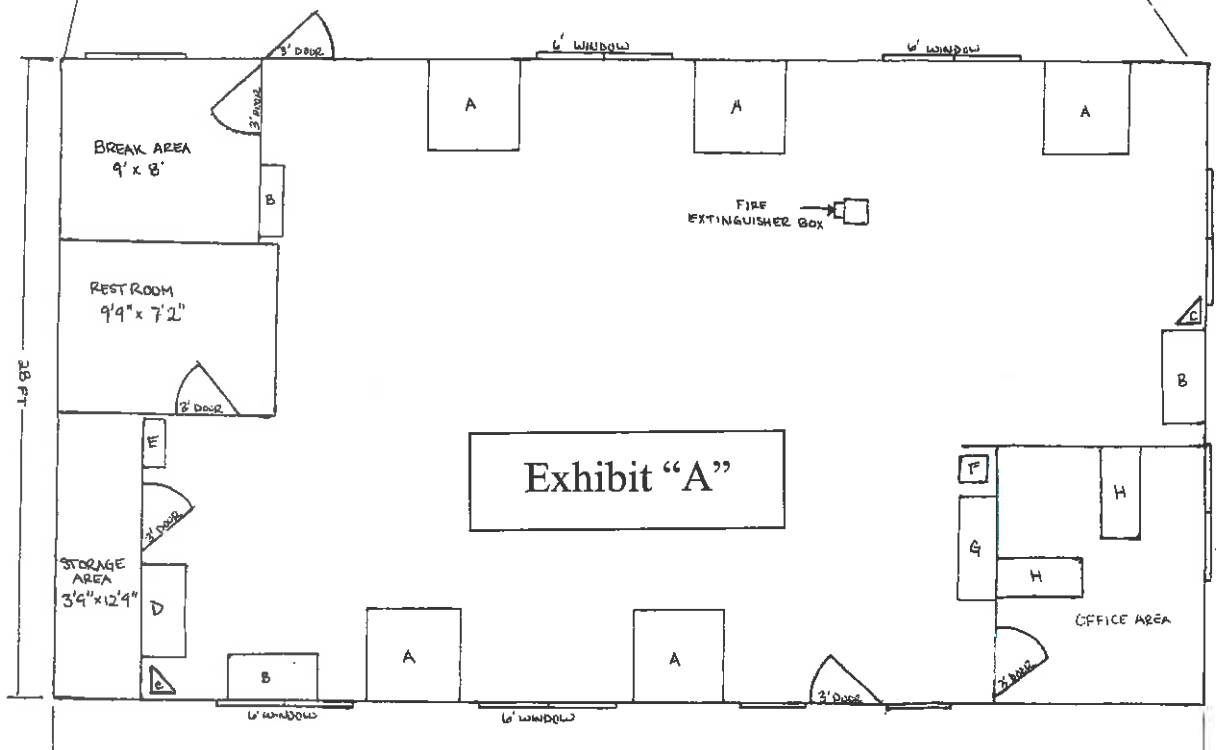 3' DOOR
6' WINDOW
6' WINDOW
3' DOOR
A
A
A
BREAK AREA
9' x 8'
B
FIRE
EXTINGUISHER BOX
RESTROOM
9'9" x 7'2"
C
28 FT
B
3' DOOR
E
Exhibit “A”
F
H
3' DOOR
G
STORAGE
AREA
3'9" x 12'9"
D
H
OFFICE AREA
A
A
B
3' DOOR
3' DOOR
6' WINDOW
6' WINDOW